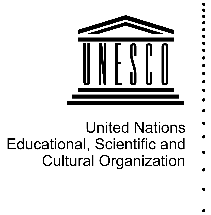 UNESCO
United Nations
Educational, Scientific and
Cultural Organization